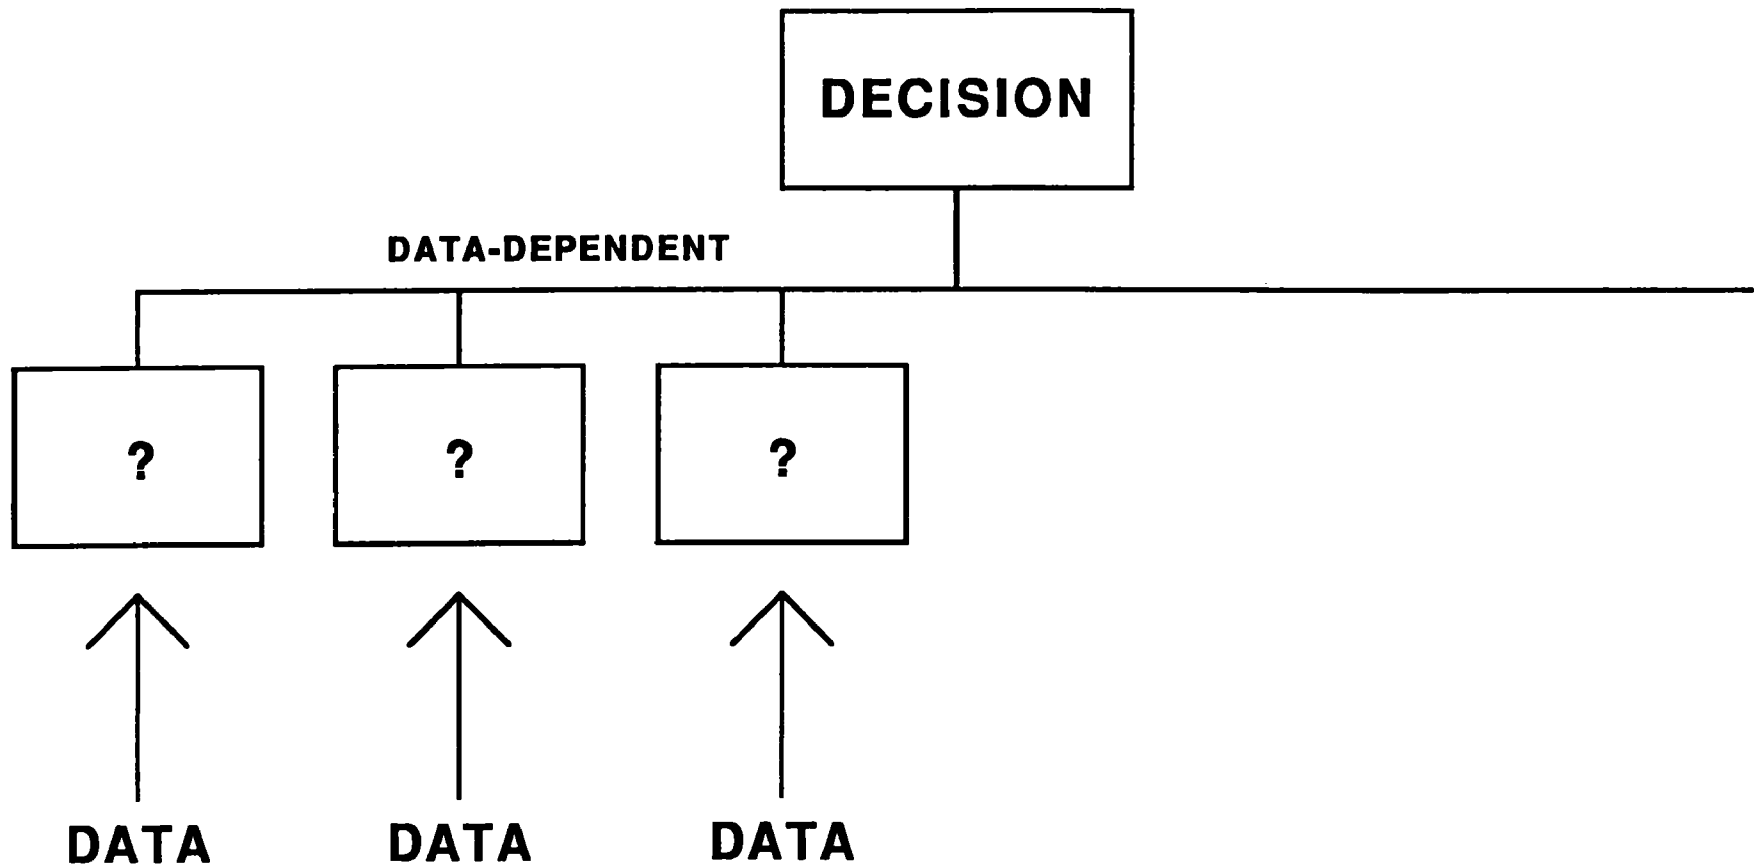 DECISION
DATA-DEPENDENT
? ? ?
DATA DATA DATA